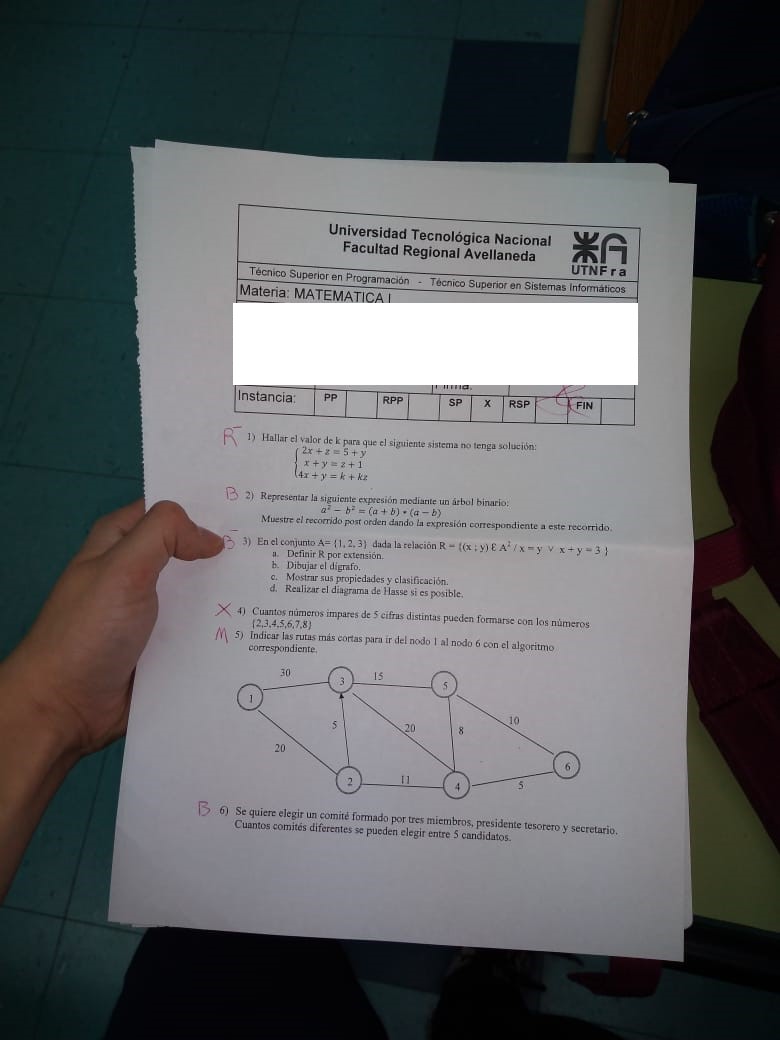 Universidad Tecnológica Nacional
Facultad Regional Avellaneda
UTNFra
Técnico Superior en Programación - Técnico Superior en Sistemas Informáticos
Materia: MATEMATICA I
Instancia: PP RPP SP X RSP FIN
R- 1) Hallar el valor de k para que el siguiente sistema no tenga solución:
2x + z = 5 + y
x + y = z + 1
4x + y = k + kz
B 2) Representar la siguiente expresión mediante un árbol binario:
a² − b² = (a + b) * (a − b)
Muestre el recorrido post orden dando la expresión correspondiente a este recorrido.
B- 3) En el conjunto A= {1, 2, 3} dada la relación R = {(x ; y) Ɛ A² / x = y ∨ x + y = 3 }
a. Definir R por extensión.
b. Dibujar el dígrafo.
c. Mostrar sus propiedades y clasificación.
d. Realizar el diagrama de Hasse si es posible.
X 4) Cuantos números impares de 5 cifras distintas pueden formarse con los números
{2,3,4,5,6,7,8}
M 5) Indicar las rutas más cortas para ir del nodo 1 al nodo 6 con el algoritmo
correspondiente.
30 15
3 5
1
5 20 8 10
20
6
2 11 4 5
B 6) Se quiere elegir un comité formado por tres miembros, presidente tesorero y secretario.
Cuantos comités diferentes se pueden elegir entre 5 candidatos.